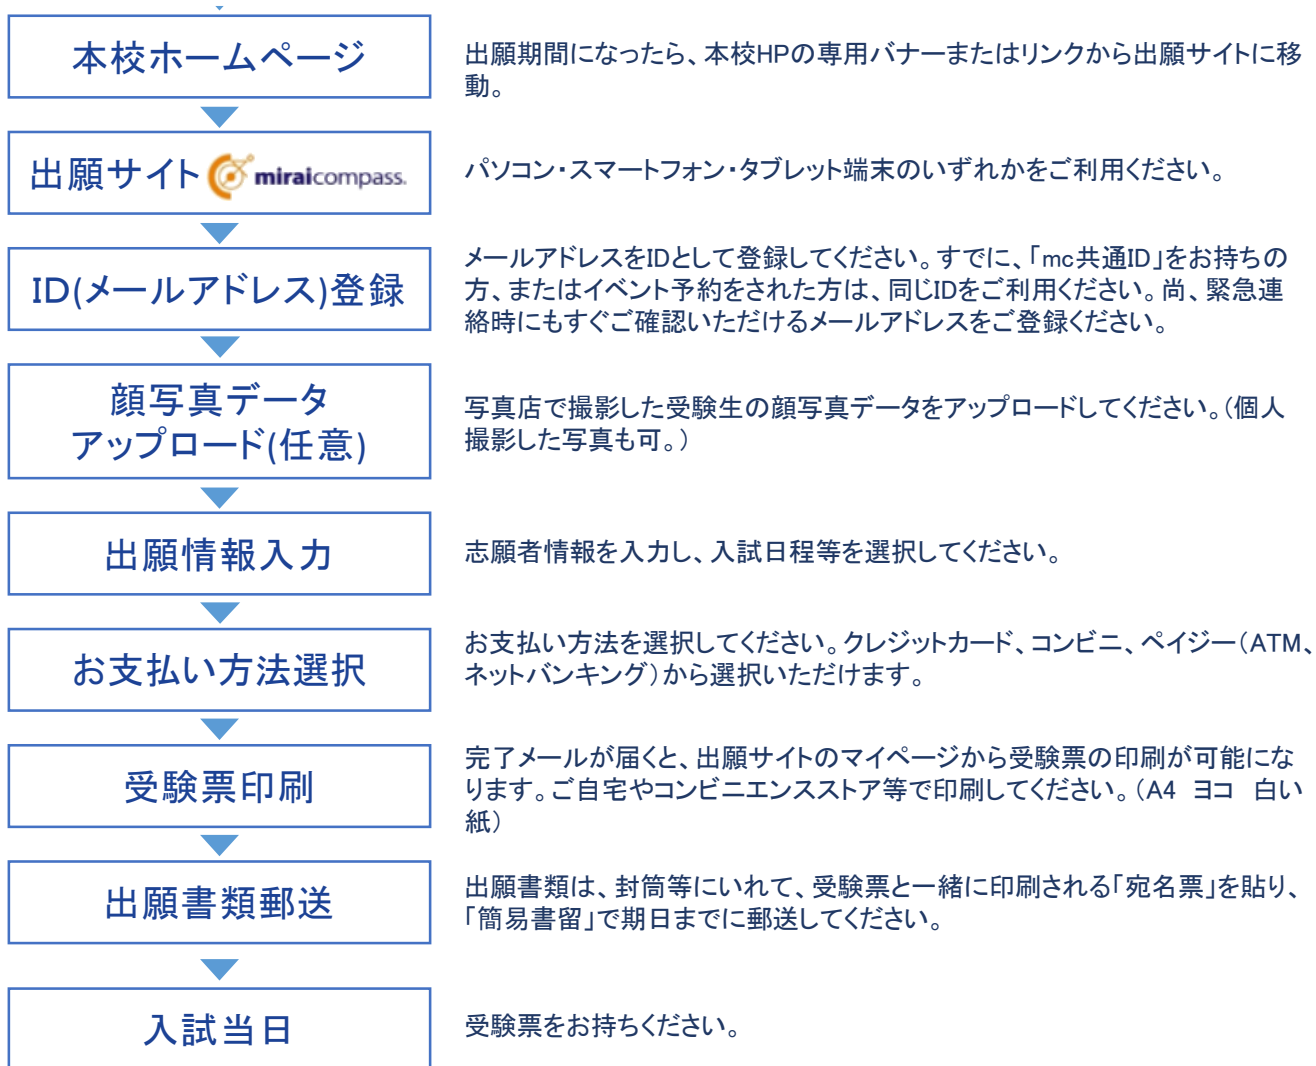 本校ホームページ
出願期間になったら、本校HPの専用バナーまたはリンクから出願サイトに移
動。
出願サイト miraicompass.
パソコン・スマートフォン・タブレット端末のいずれかをご利用ください。
ID(メールアドレス)登録
メールアドレスをIDとして登録してください。すでに、「mc共通ID」をお持ちの
方、またはイベント予約をされた方は、同じIDをご利用ください。尚、緊急連
絡時にもすぐご確認いただけるメールアドレスをご登録ください。
顔写真データ
アップロード(任意)
写真店で撮影した受験生の顔写真データをアップロードしてください。（個人
撮影した写真も可。）
出願情報入力
志願者情報を入力し、入試日程等を選択してください。
お支払い方法選択
お支払い方法を選択してください。クレジットカード、コンビニ、ペイジー（ATM、
ネットバンキング）から選択いただけます。
受験票印刷
完了メールが届くと、出願サイトのマイページから受験票の印刷が可能にな
ります。ご自宅やコンビニエンスストア等で印刷してください。（A4　ヨコ　白い
紙）
出願書類郵送
出願書類は、封筒等にいれて、受験票と一緒に印刷される「宛名票」を貼り、
「簡易書留」で期日までに郵送してください。
入試当日
受験票をお持ちください。